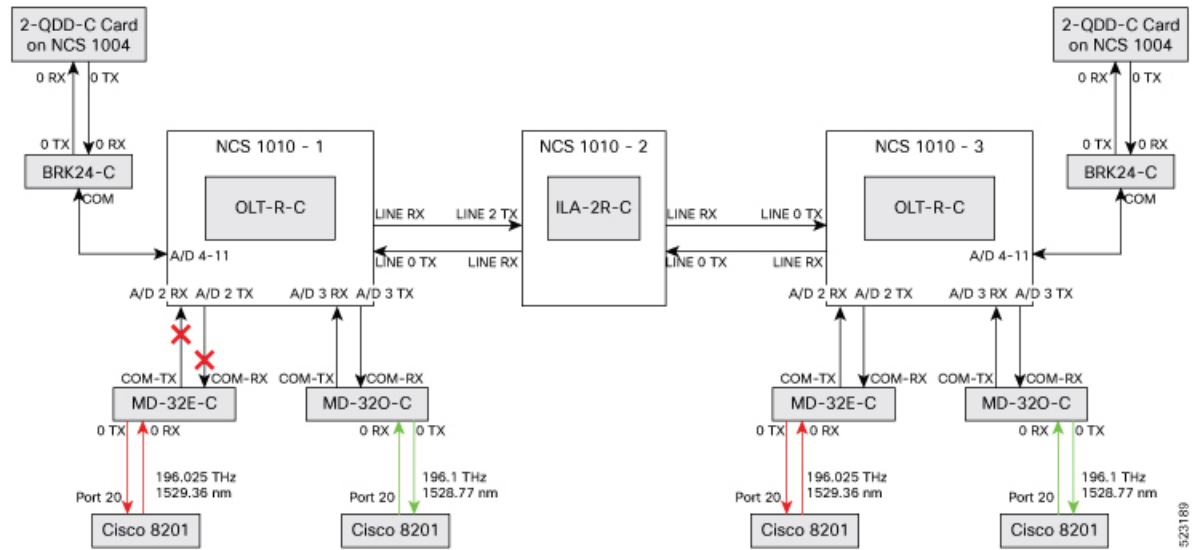 2-QDD-C Card
on NCS 1004
0 RX
0 TX
0 TX
0 RX
BRK24-C
COM
A/D 4-11
NCS 1010 - 1
OLT-R-C
LINE RX
LINE 2 TX
LINE 0 TX
LINE RX
NCS 1010 - 2
ILA-2R-C
LINE RX
LINE 0 TX
LINE 0 TX
LINE RX
NCS 1010 - 3
OLT-R-C
A/D 4-11
2-QDD-C Card
on NCS 1004
0 RX
0 TX
0 TX
0 RX
BRK24-C
COM
A/D 2 RX
A/D 2 TX
A/D 3 RX
A/D 3 TX
COM-TX
COM-RX
COM-TX
COM-RX
MD-32E-C
MD-32O-C
0 TX
0 RX
0 RX
0 TX
196.025 THz
1529.36 nm
Port 20
196.1 THz
1528.77 nm
Port 20
Cisco 8201
Cisco 8201
A/D 2 RX
A/D 2 TX
A/D 3 RX
A/D 3 TX
COM-TX
COM-RX
COM-TX
COM-RX
MD-32E-C
MD-32O-C
0 TX
0 RX
0 RX
0 TX
196.025 THz
1529.36 nm
Port 20
196.1 THz
1528.77 nm
Port 20
Cisco 8201
Cisco 8201
523189